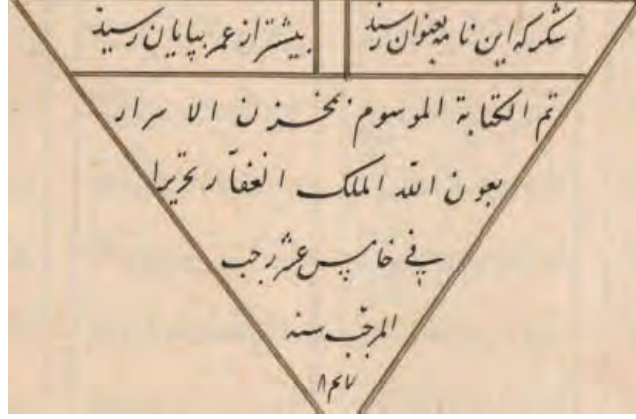 شکر که این نامه بعنوان رسید
بیشتر از عمر بپایان رسید
تم الکتابة الموسوم بمخزن الاسرار
بعون الله الملک الغفار تحریرا
فی خامس عشر رجب
المرجب سنه